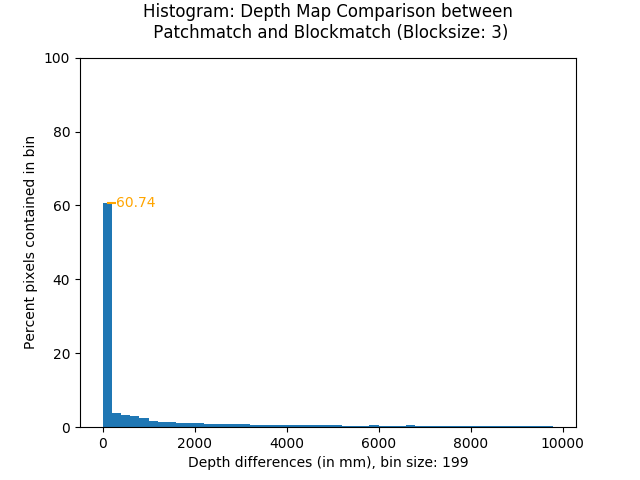 Histogram: Depth Map Comparison between
Patchmatch and Blockmatch (Blocksize: 3)
100
80
60
40
20
0
Percent pixels contained in bin
60.74
0 2000 4000 6000 8000 10000
Depth differences (in mm), bin size: 199